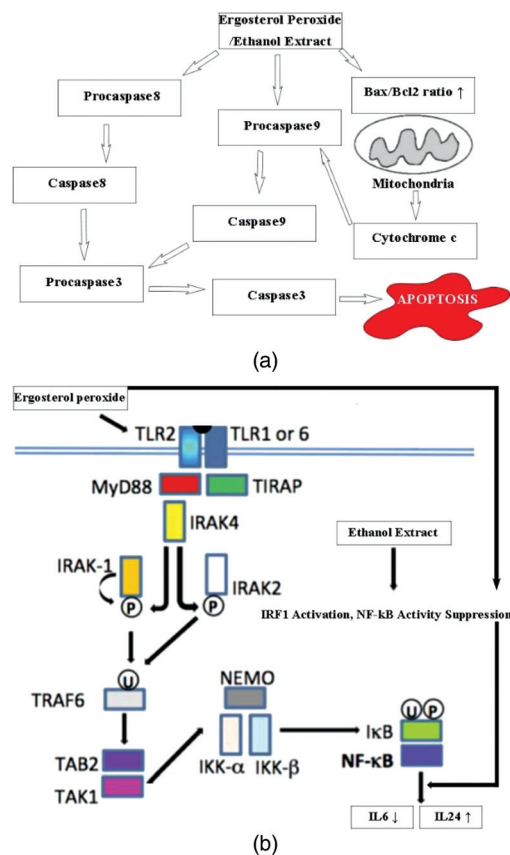 Ergosterol Peroxide
/Ethanol Extract
Procaspase8
Procaspase9
Bax/Bcl2 ratio ↑
Mitochondria
Caspase8
Caspase9
Cytochrome c
Procaspase3
Caspase3
APOPTOSIS
(a)
Ergosterol peroxide
TLR2
TLR1 or 6
MyD88
TIRAP
IRAK4
Ethanol Extract
IRAK-1
IRAK2
P
P
IRF1 Activation, NF-kB Activity Suppression
U
TRAF6
NEMO
U
P
IκB
TAB2
IKK-α
IKK-β
NF-κB
TAK1
IL6 ↓
IL24 ↑
(b)